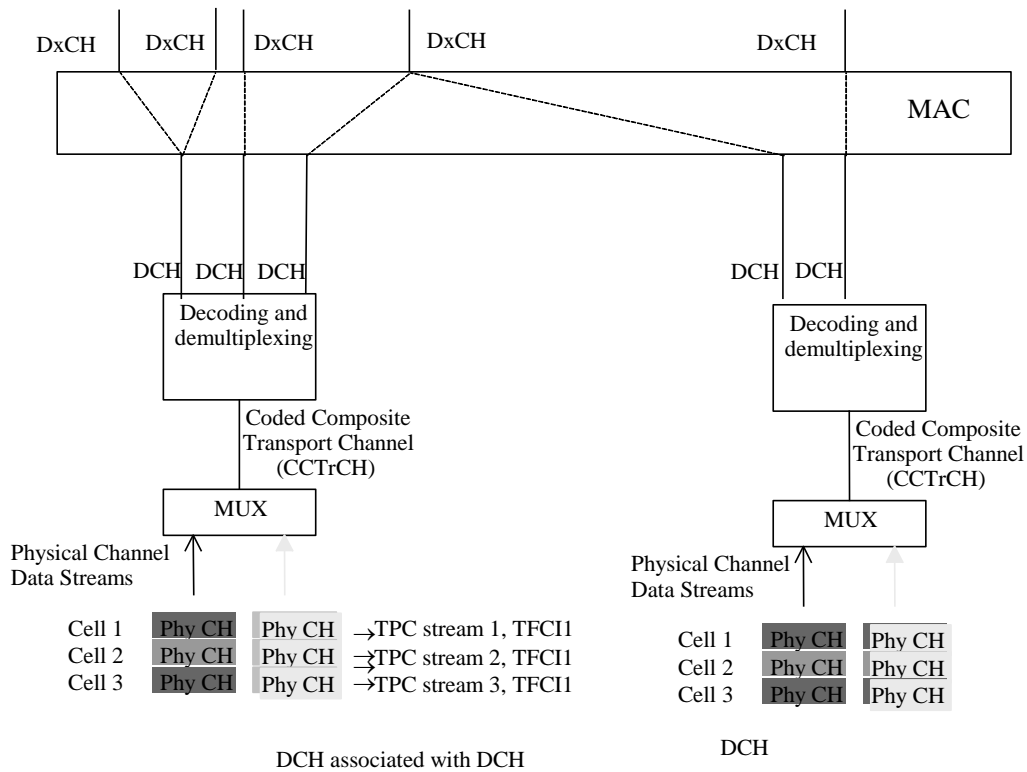 DxCH DxCH DxCH DxCH DxCH
MAC
DCH DCH DCH DCH DCH
Decoding and
demultiplexing
Coded Composite
Transport Channel
(CCTrCH)
MUX
Physical Channel
Data Streams
Cell 1 Phy CH Phy CH →TPC stream 1, TFCI1
Cell 2 Phy CH Phy CH →TPC stream 2, TFCI1
Cell 3 Phy CH Phy CH →TPC stream 3, TFCI1
DCH associated with DCH
Decoding and
demultiplexing
Coded Composite
Transport Channel
(CCTrCH)
MUX
Physical Channel
Data Streams
Cell 1 Phy CH Phy CH
Cell 2 Phy CH Phy CH
Cell 3 Phy CH Phy CH
DCH